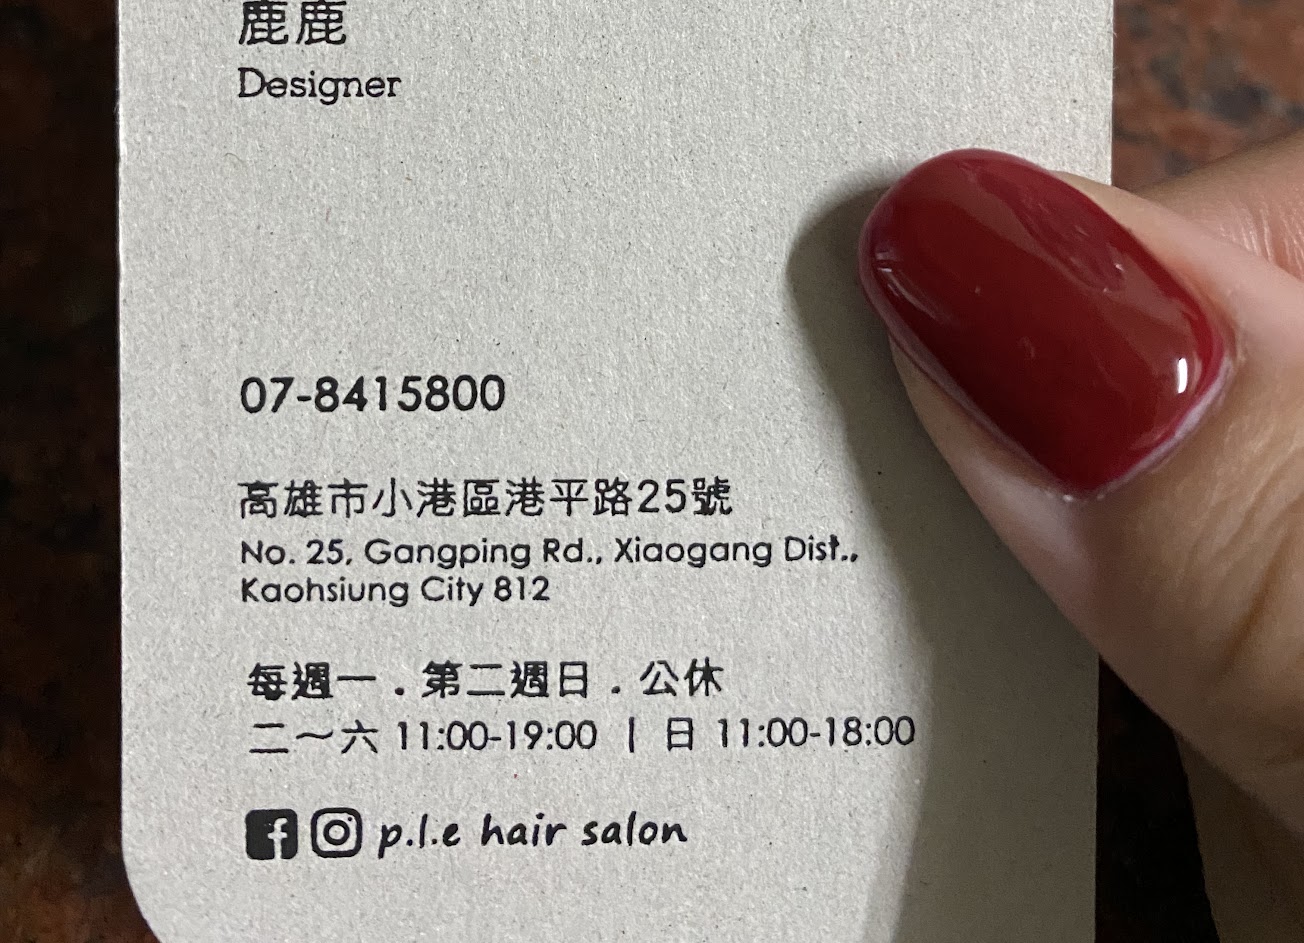 鹿鹿
Designer
07-8415800
高雄市小港區港平路25號
No. 25, Gangping Rd., Xiaogang Dist.,
Kaohsiung City 812
每週一 . 第二週日 . 公休
二～六 11:00-19:00 | 日 11:00-18:00
p.l.e hair salon